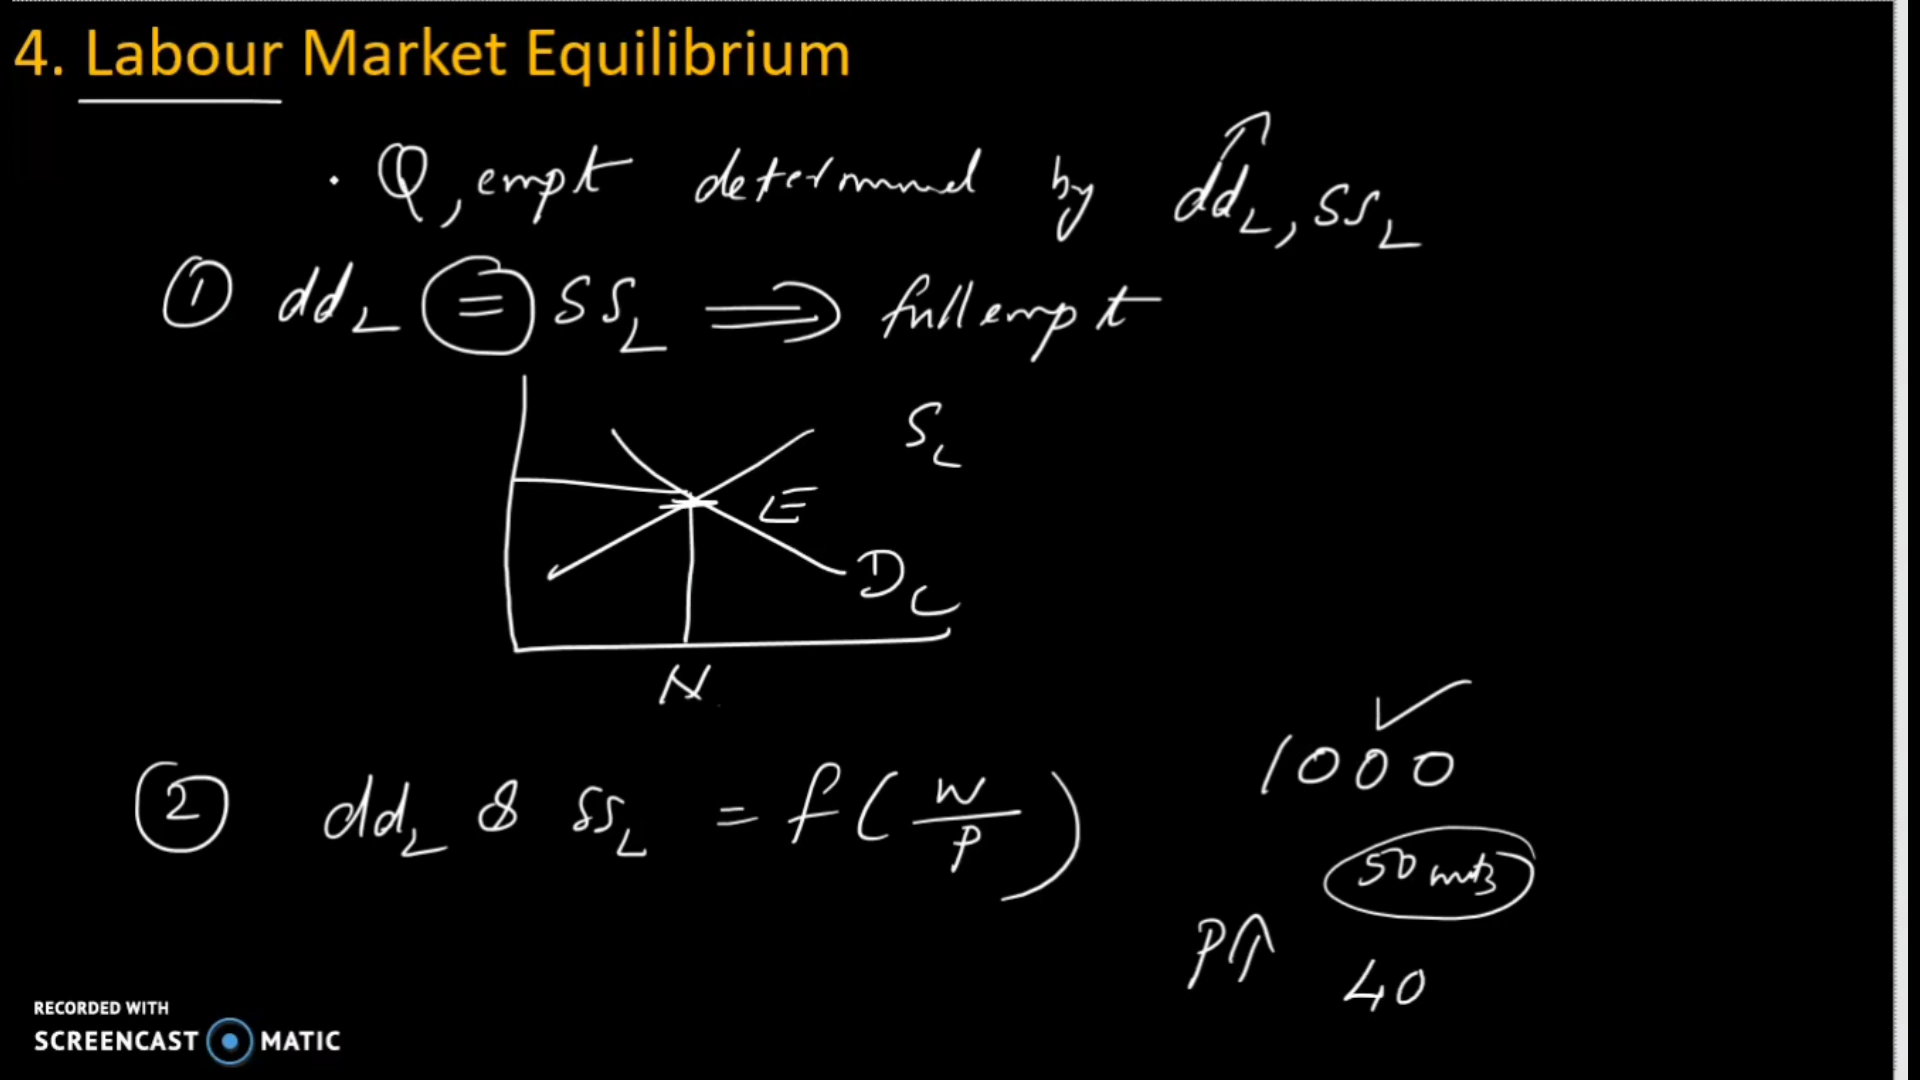 4. Labour Market Equilibrium
. Q, empt determined by dd_L, SS_L
① dd_L = SS_L ⟹ full empt
S_L
E
D_L
N
1000 ✓
② dd_L & SS_L = f(W/P)
50 mts
P↑ 40
RECORDED WITH
SCREENCAST MATIC